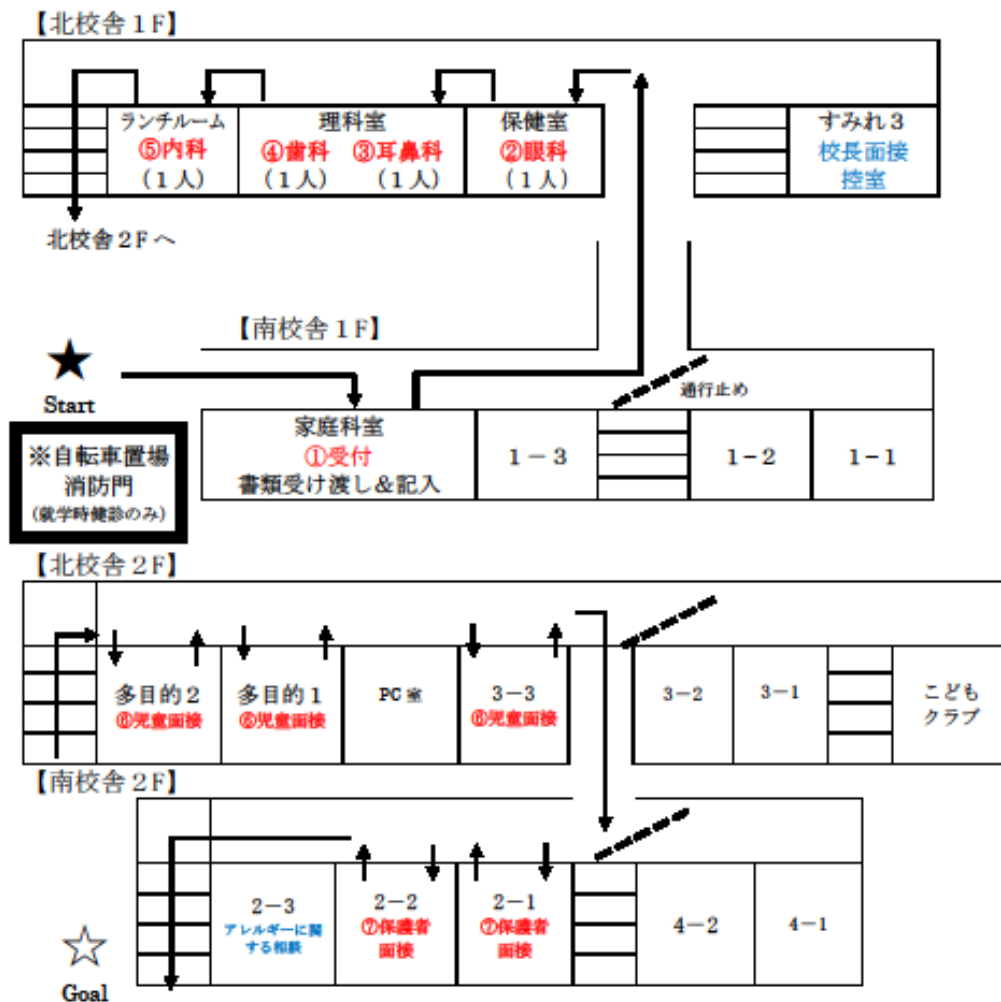 【北校舎1F】
ランチルーム
⑤内科
(1人)
理科室
④歯科 ③耳鼻科
(1人) (1人)
保健室
②眼科
(1人)
すみれ3
校長面接
控室
北校舎2Fへ
【南校舎1F】
★
Start
通行止め
家庭科室
①受付
書類受け渡し&記入
1-3
1-2
1-1
※自転車置場
消防門
(就学時健診のみ)
【北校舎2F】
多目的2
⑥児童面接
多目的1
⑥児童面接
PC室
3-3
⑥児童面接
3-2
3-1
こども
クラブ
【南校舎2F】
2-3
アレルギーに関
する相談
2-2
⑦保護者
面接
2-1
⑦保護者
面接
4-2
4-1
☆
Goal